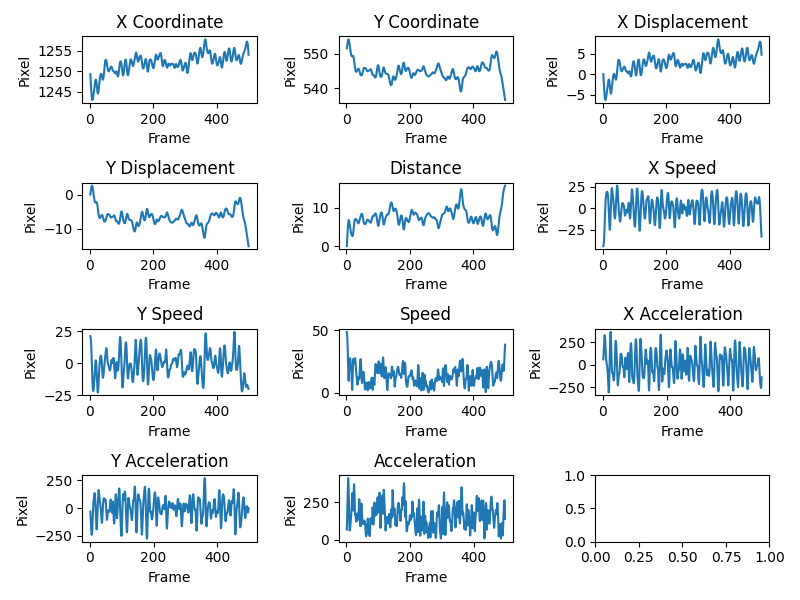 X Coordinate Y Coordinate X Displacement
1255
1250
1245
Pixel
0 200 400
Frame
550
540
Pixel
0 200 400
Frame
5
0
−5
Pixel
0 200 400
Frame
Y Displacement Distance X Speed
0
−10
Pixel
0 200 400
Frame
10
0
Pixel
0 200 400
Frame
25
0
−25
Pixel
0 200 400
Frame
Y Speed Speed X Acceleration
25
0
−25
Pixel
0 200 400
Frame
50
25
0
Pixel
0 200 400
Frame
250
0
−250
Pixel
0 200 400
Frame
Y Acceleration Acceleration
250
0
−250
Pixel
0 200 400
Frame
250
0
Pixel
0 200 400
Frame
1.0
0.5
0.0
0.00 0.25 0.50 0.75 1.00